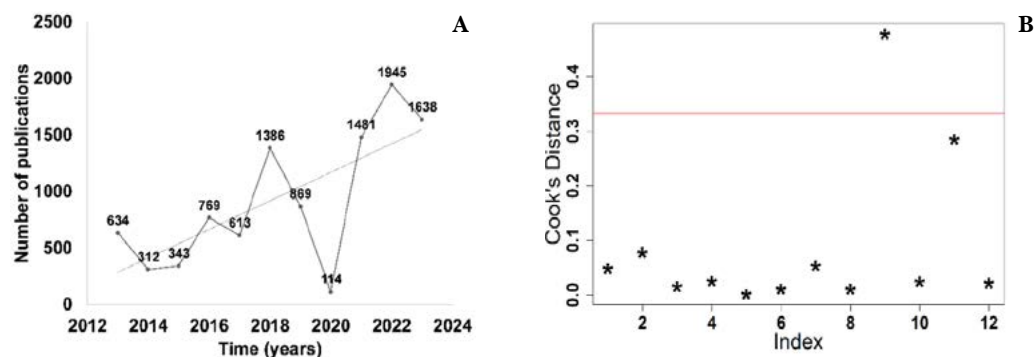 A
Number of publications
2500
2000
1500
1000
500
0
634
312
343
769
613
1386
869
114
1481
1945
1638
2012 2014 2016 2018 2020 2022 2024
Time (years)
B
Cook's Distance
0.4
0.3
0.2
0.1
0.0
* * * * * * * * * * * *
2 4 6 8 10 12
Index